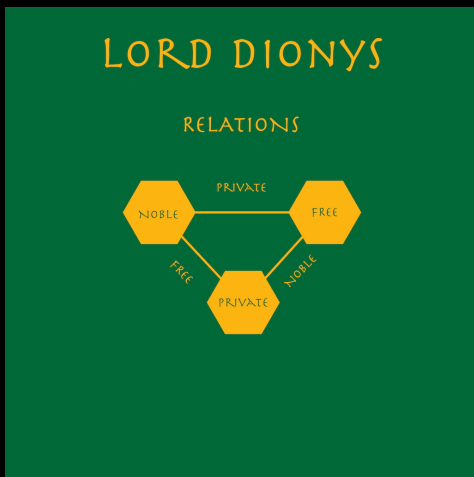 LORD DIONYS
RELATIONS
PRIVATE
NOBLE
FREE
FREE
NOBLE
PRIVATE